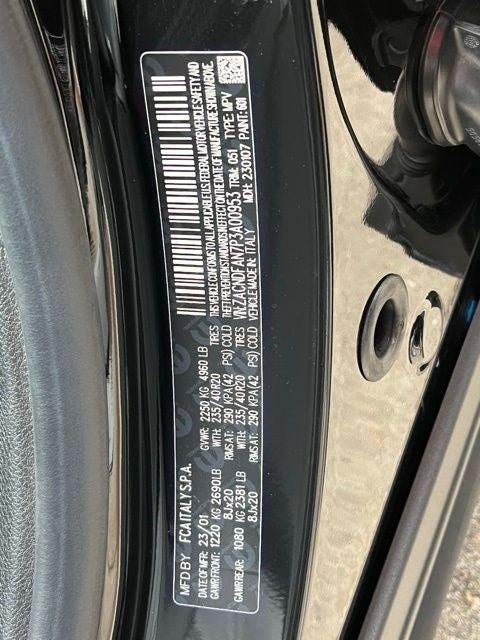 MFD BY FCA ITALY S.P.A.
DATE OF MFR: 23/01 GVWR: 2250 KG 4960 LB
GAWR FRONT: 1220 KG 2690LB WITH: 235/40R20 TIRES
8Jx20 RIMS AT: 290 KPA(42 PSI) COLD
GAWR REAR: 1080 KG 2381 LB WITH: 235/40R20 TIRES
8Jx20 RIMS AT: 290 KPA(42 PSI) COLD
THIS VEHICLE CONFORMS TO ALL APPLICABLE U.S. FEDERAL MOTOR VEHICLE SAFETY AND
THEFT PREVENTION STANDARDS IN EFFECT ON THE DATE OF MANUFACTURE SHOWN ABOVE.
VIN: ZACNDFAN7P3A00953 TRIM: 051 TYPE: MPV
VEHICLE MADE IN: ITALY MDH: 230107 PAINT: 601